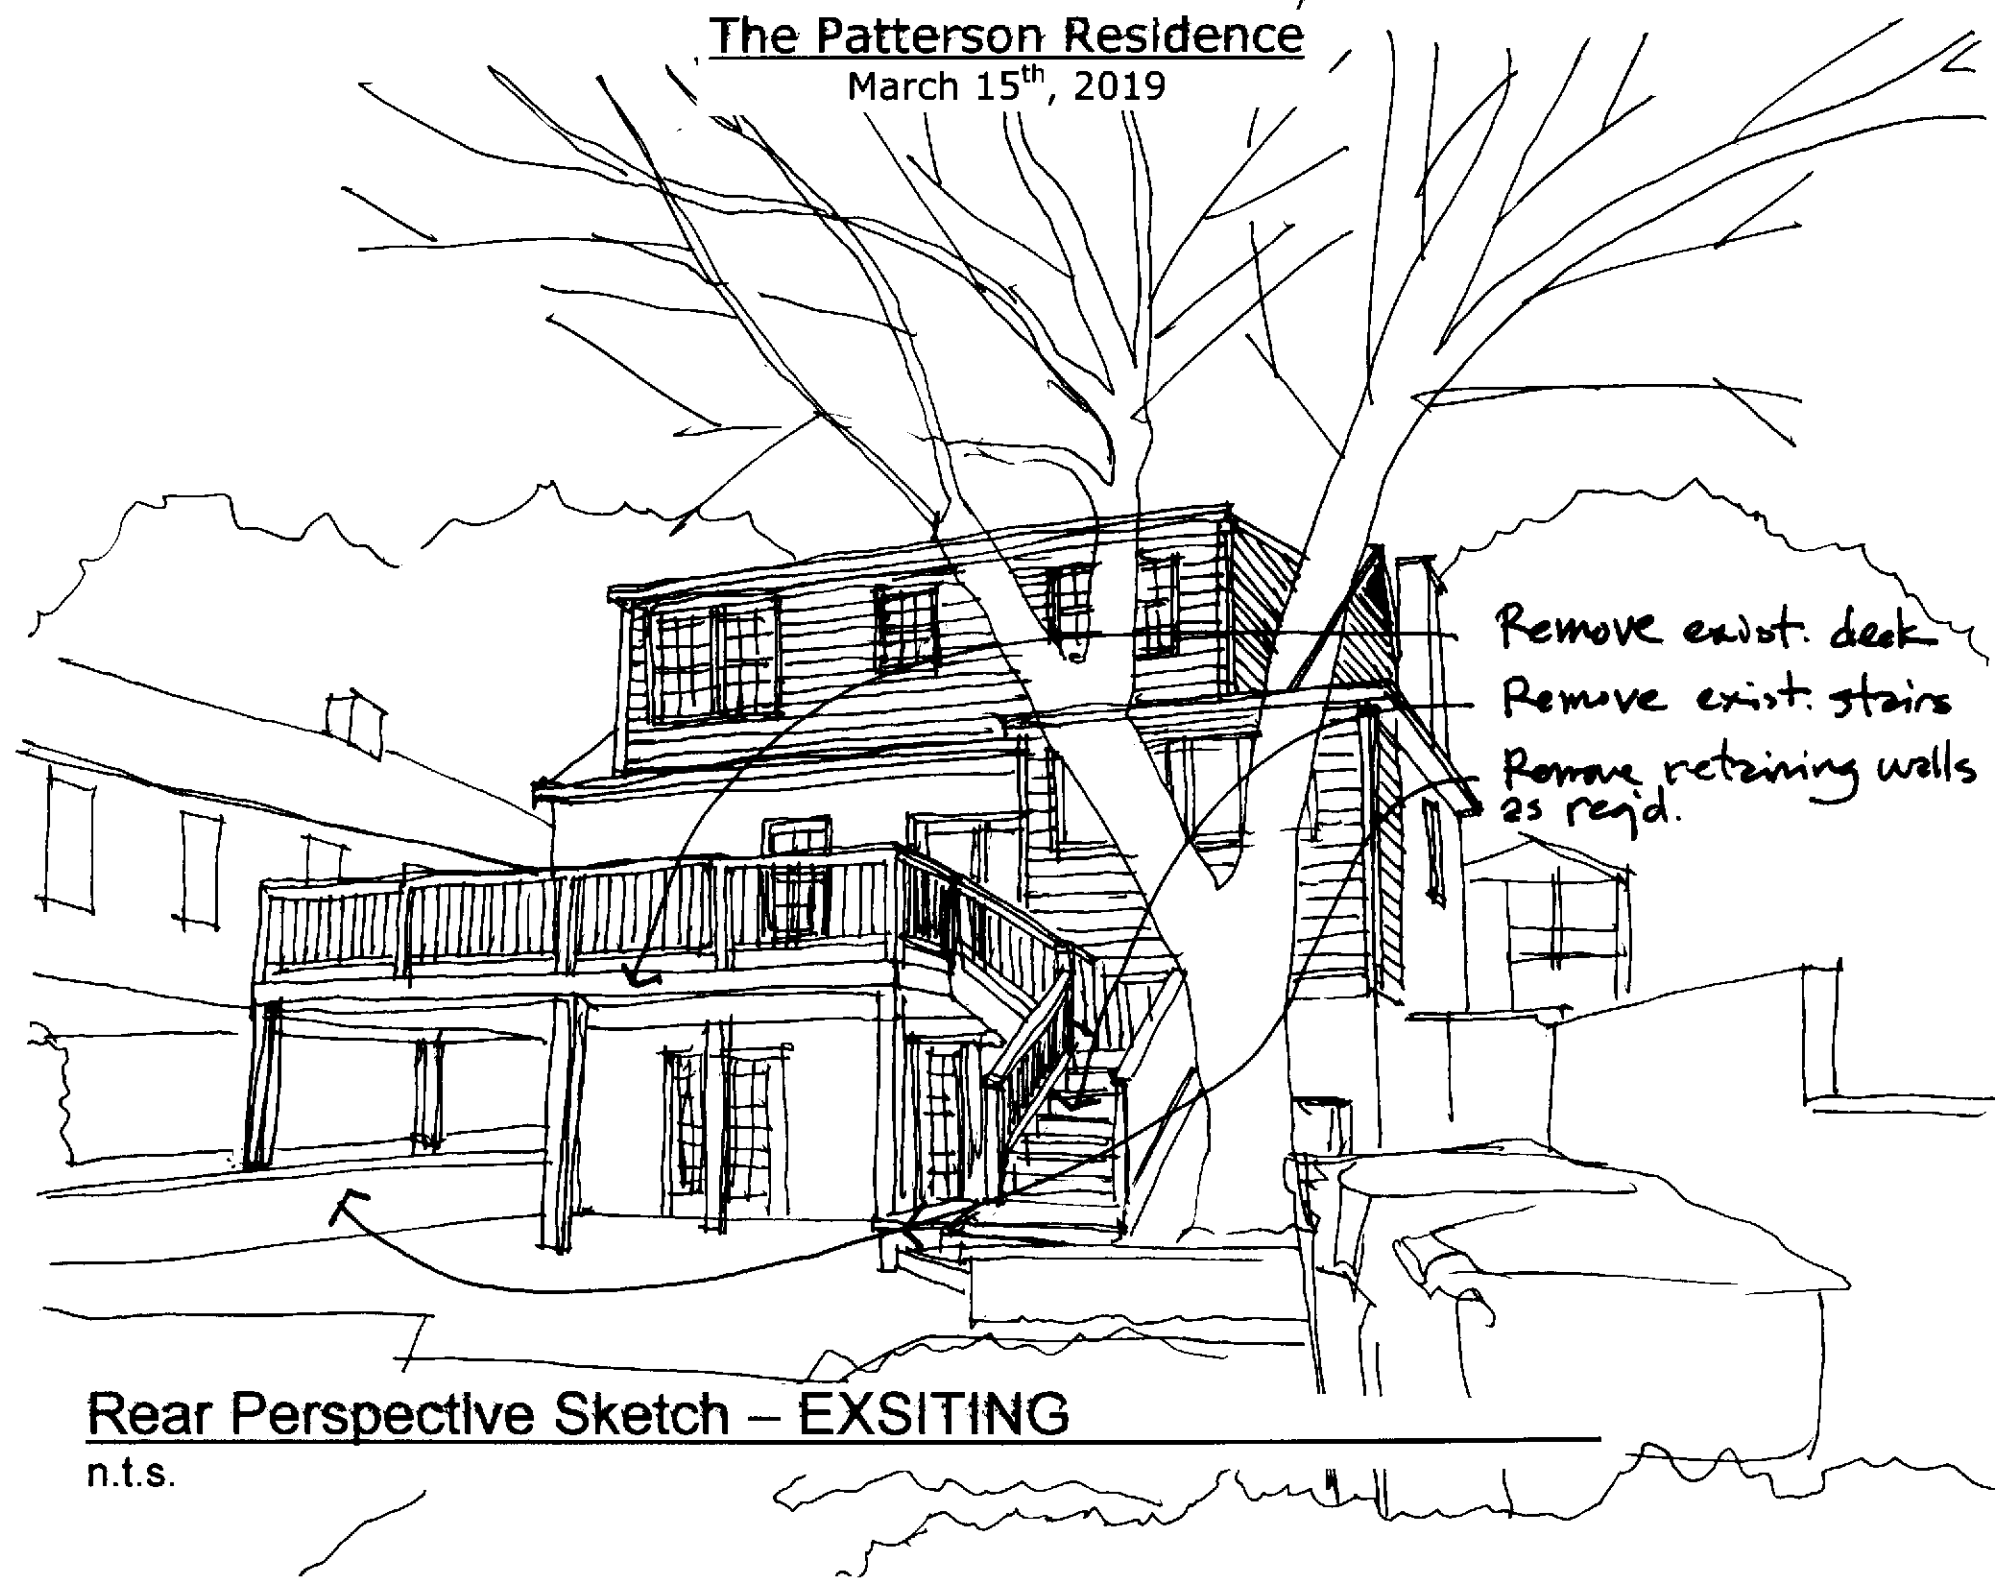 The Patterson Residence
March 15th, 2019
Remove exist. deck
Remove exist. stairs
Remove retaining walls
as req'd.
Rear Perspective Sketch – EXSITING
n.t.s.